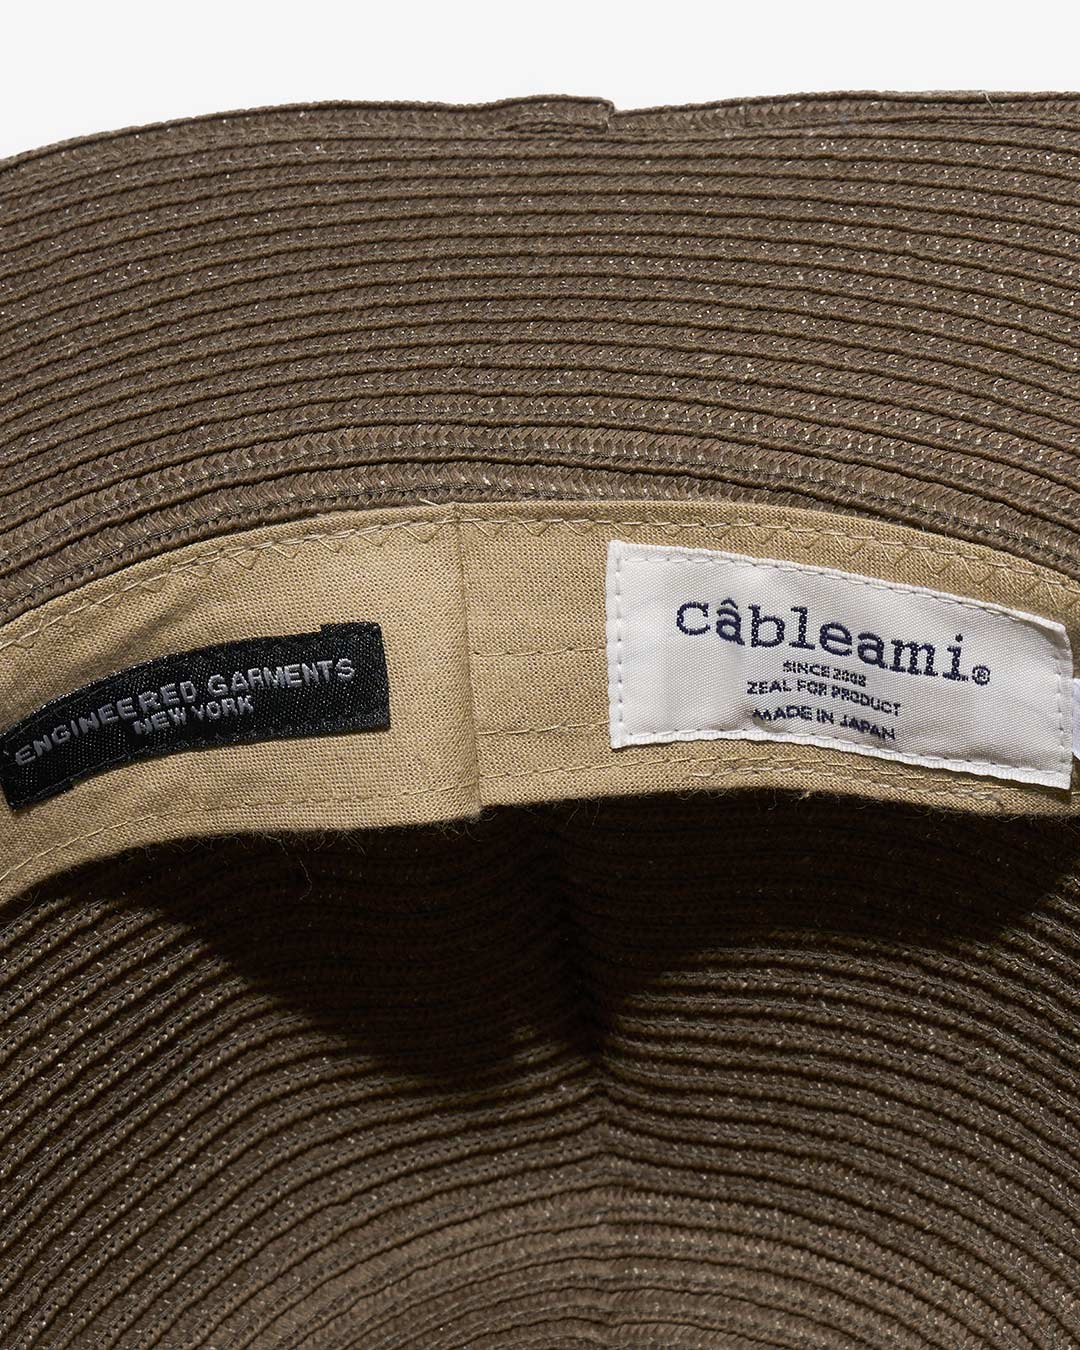 ENGINEERED GARMENTS
NEW YORK
câbleami®
SINCE 2008
ZEAL FOR PRODUCT
MADE IN JAPAN